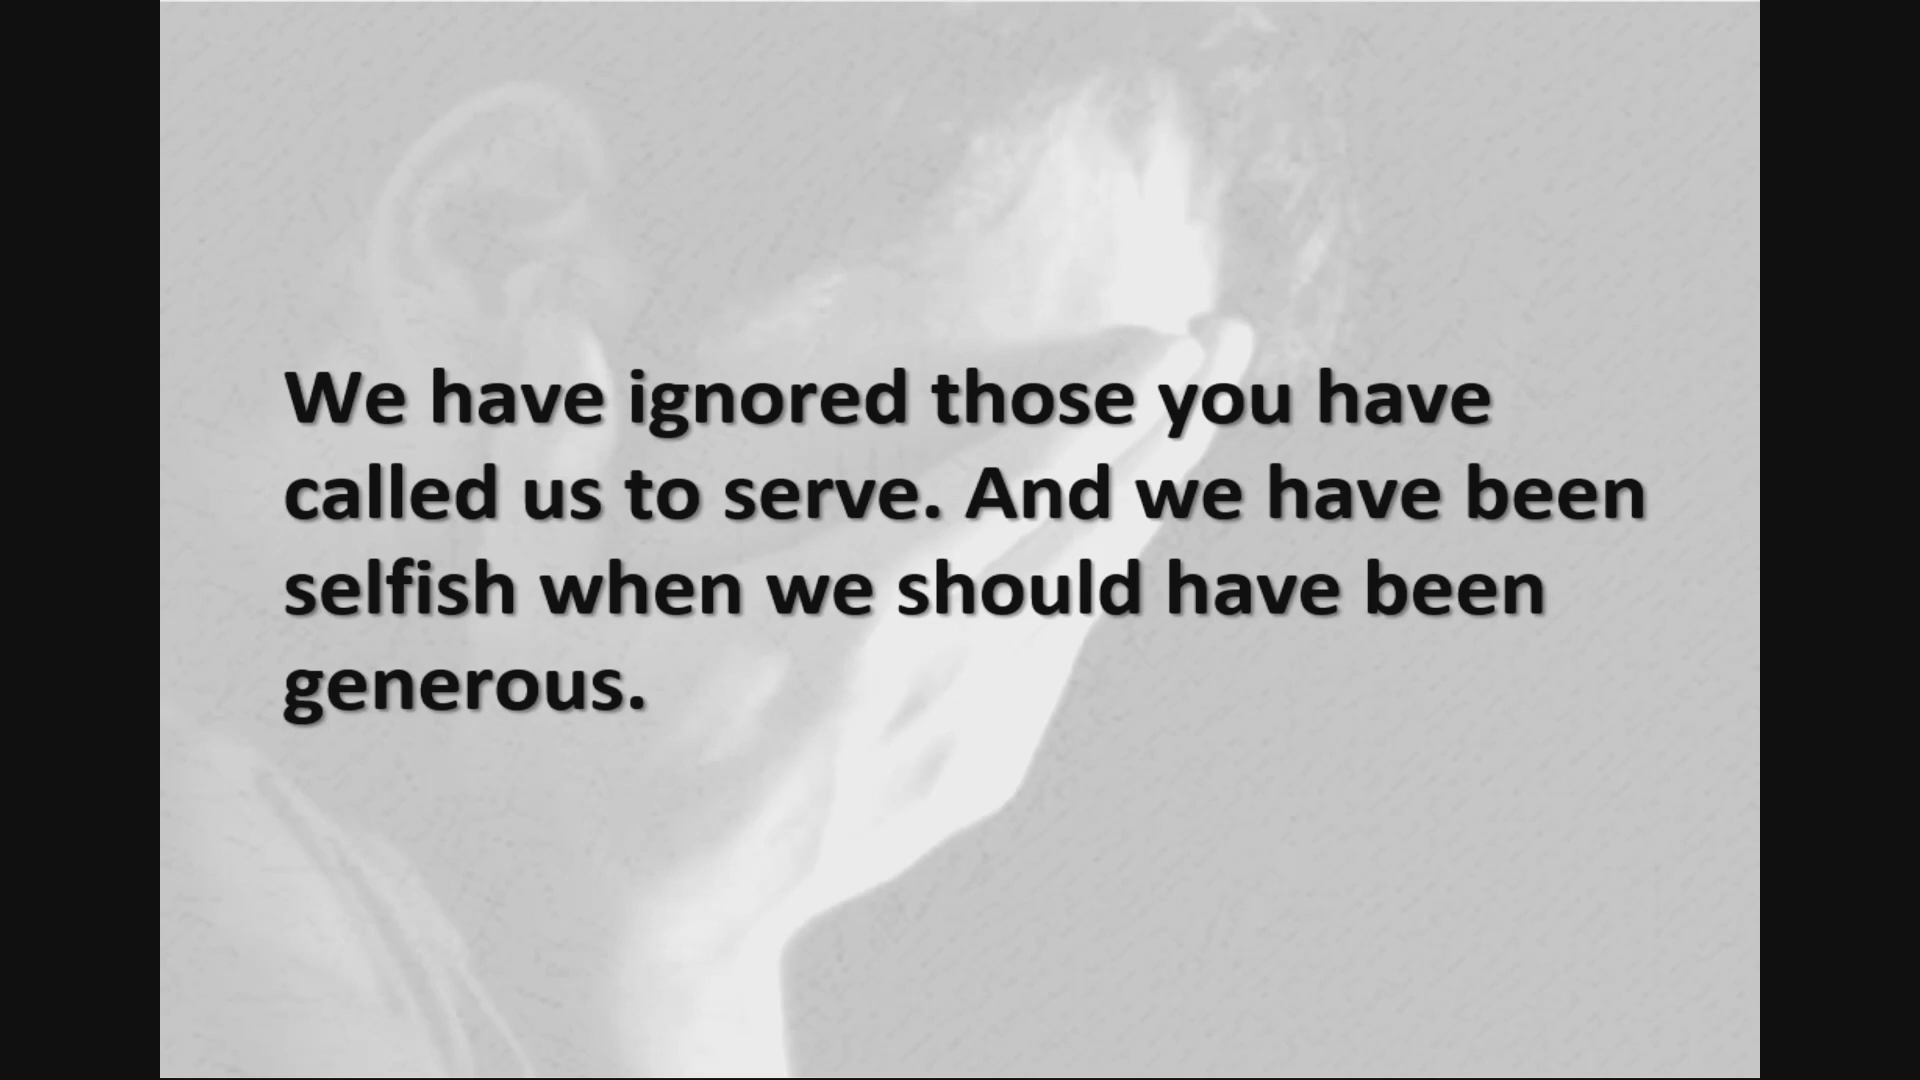 We have ignored those you have
called us to serve. And we have been
selfish when we should have been
generous.